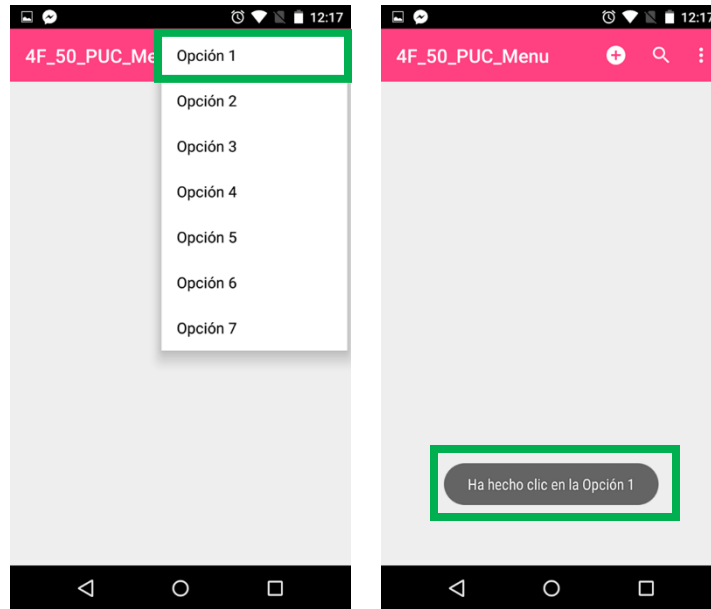 12:17
4F_50_PUC_Me
Opción 1
Opción 2
Opción 3
Opción 4
Opción 5
Opción 6
Opción 7
12:17
4F_50_PUC_Menu
Ha hecho clic en la Opción 1